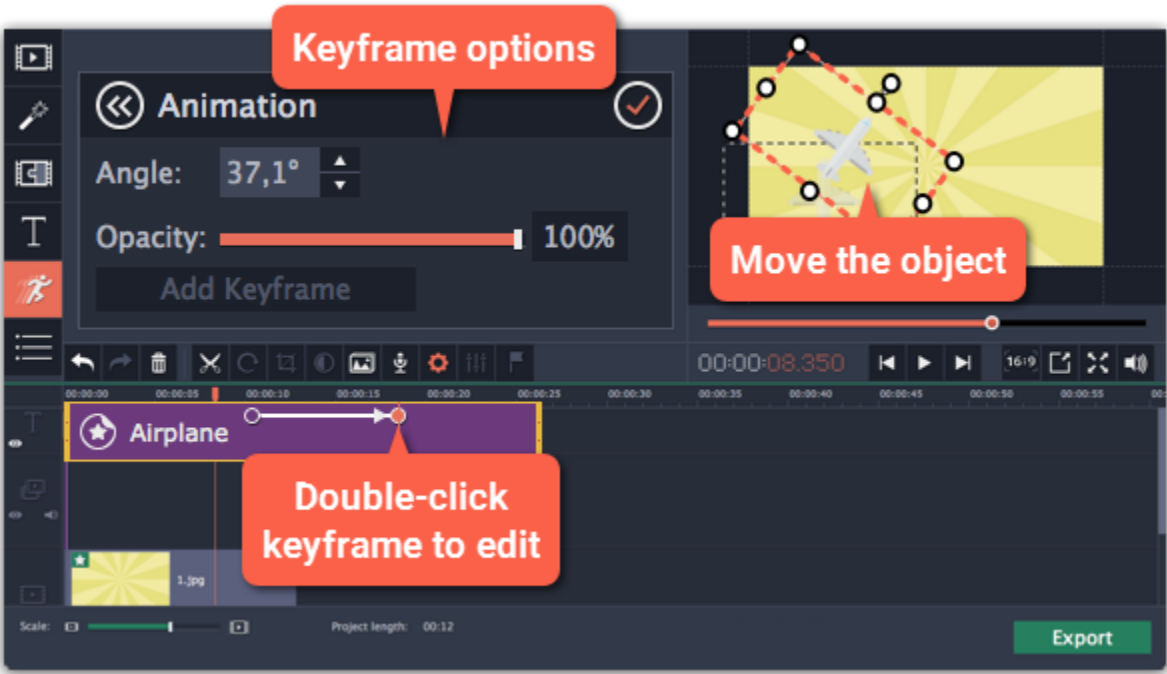 Keyframe options
Animation
Angle: 37,1°
Opacity: 100%
Add Keyframe
Move the object
T
00:00:08.350
16:9
00:00:00 00:00:05 00:00:10 00:00:15 00:00:20 00:00:25 00:00:30 00:00:35 00:00:40 00:00:45 00:00:50 00:00:55 00:
T
Airplane
Double-click
keyframe to edit
1.jpg
Scale: Project length: 00:12
Export